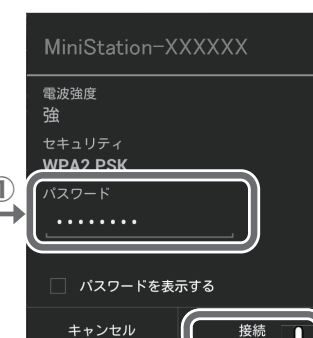 MiniStation-XXXXXX
電波強度
強
セキュリティ
WPA2 PSK
①
パスワード
........
パスワードを表示する
キャンセル
接続